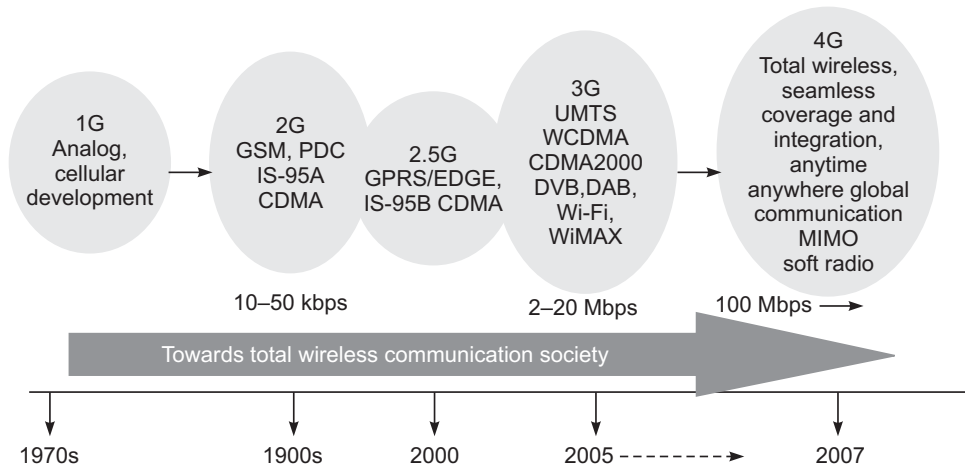 1G
Analog,
cellular
development
2G
GSM, PDC
IS-95A
CDMA
2.5G
GPRS/EDGE,
IS-95B CDMA
3G
UMTS
WCDMA
CDMA2000
DVB,DAB,
Wi-Fi,
WiMAX
4G
Total wireless,
seamless
coverage and
integration,
anytime
anywhere global
communication
MIMO
soft radio
10–50 kbps
2–20 Mbps
100 Mbps
Towards total wireless communication society
1970s
1900s
2000
2005
2007